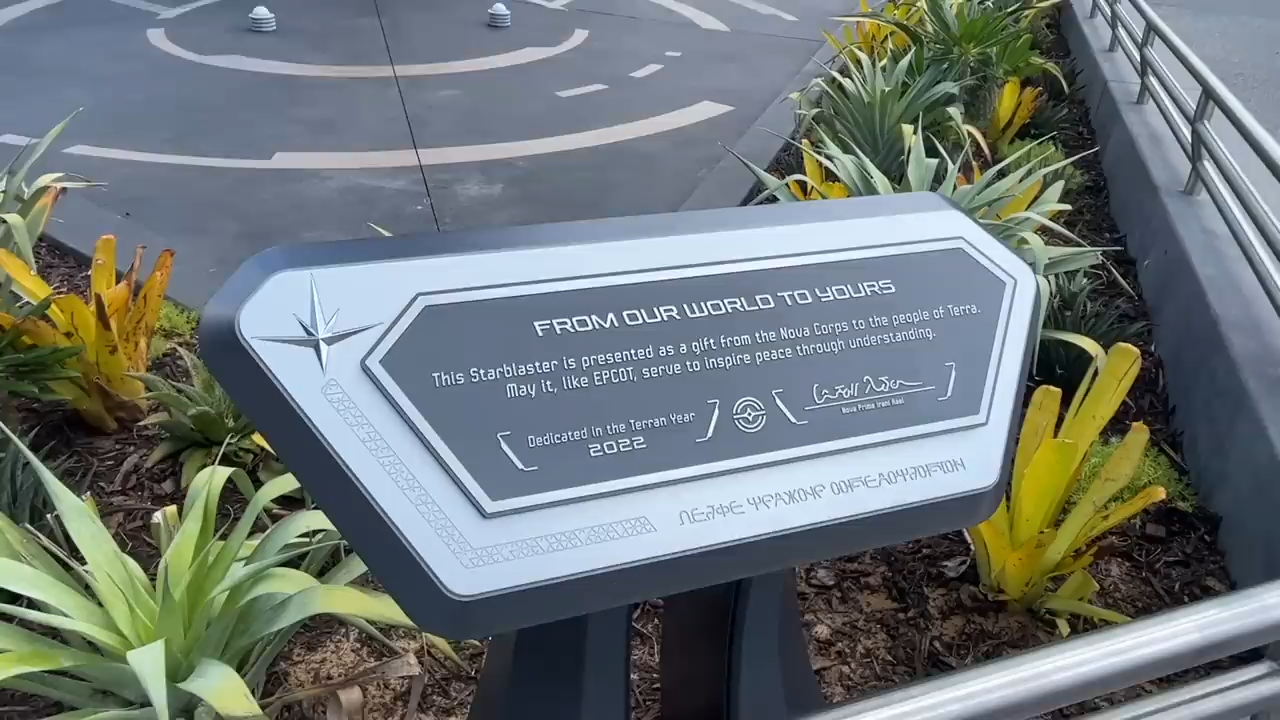 FROM OUR WORLD TO YOURS
This Starblaster is presented as a gift from the Nova Corps to the people of Terra.
May it, like EPCOT, serve to inspire peace through understanding.
Dedicated in the Terran Year
2022
Nova Prime Irani Rael